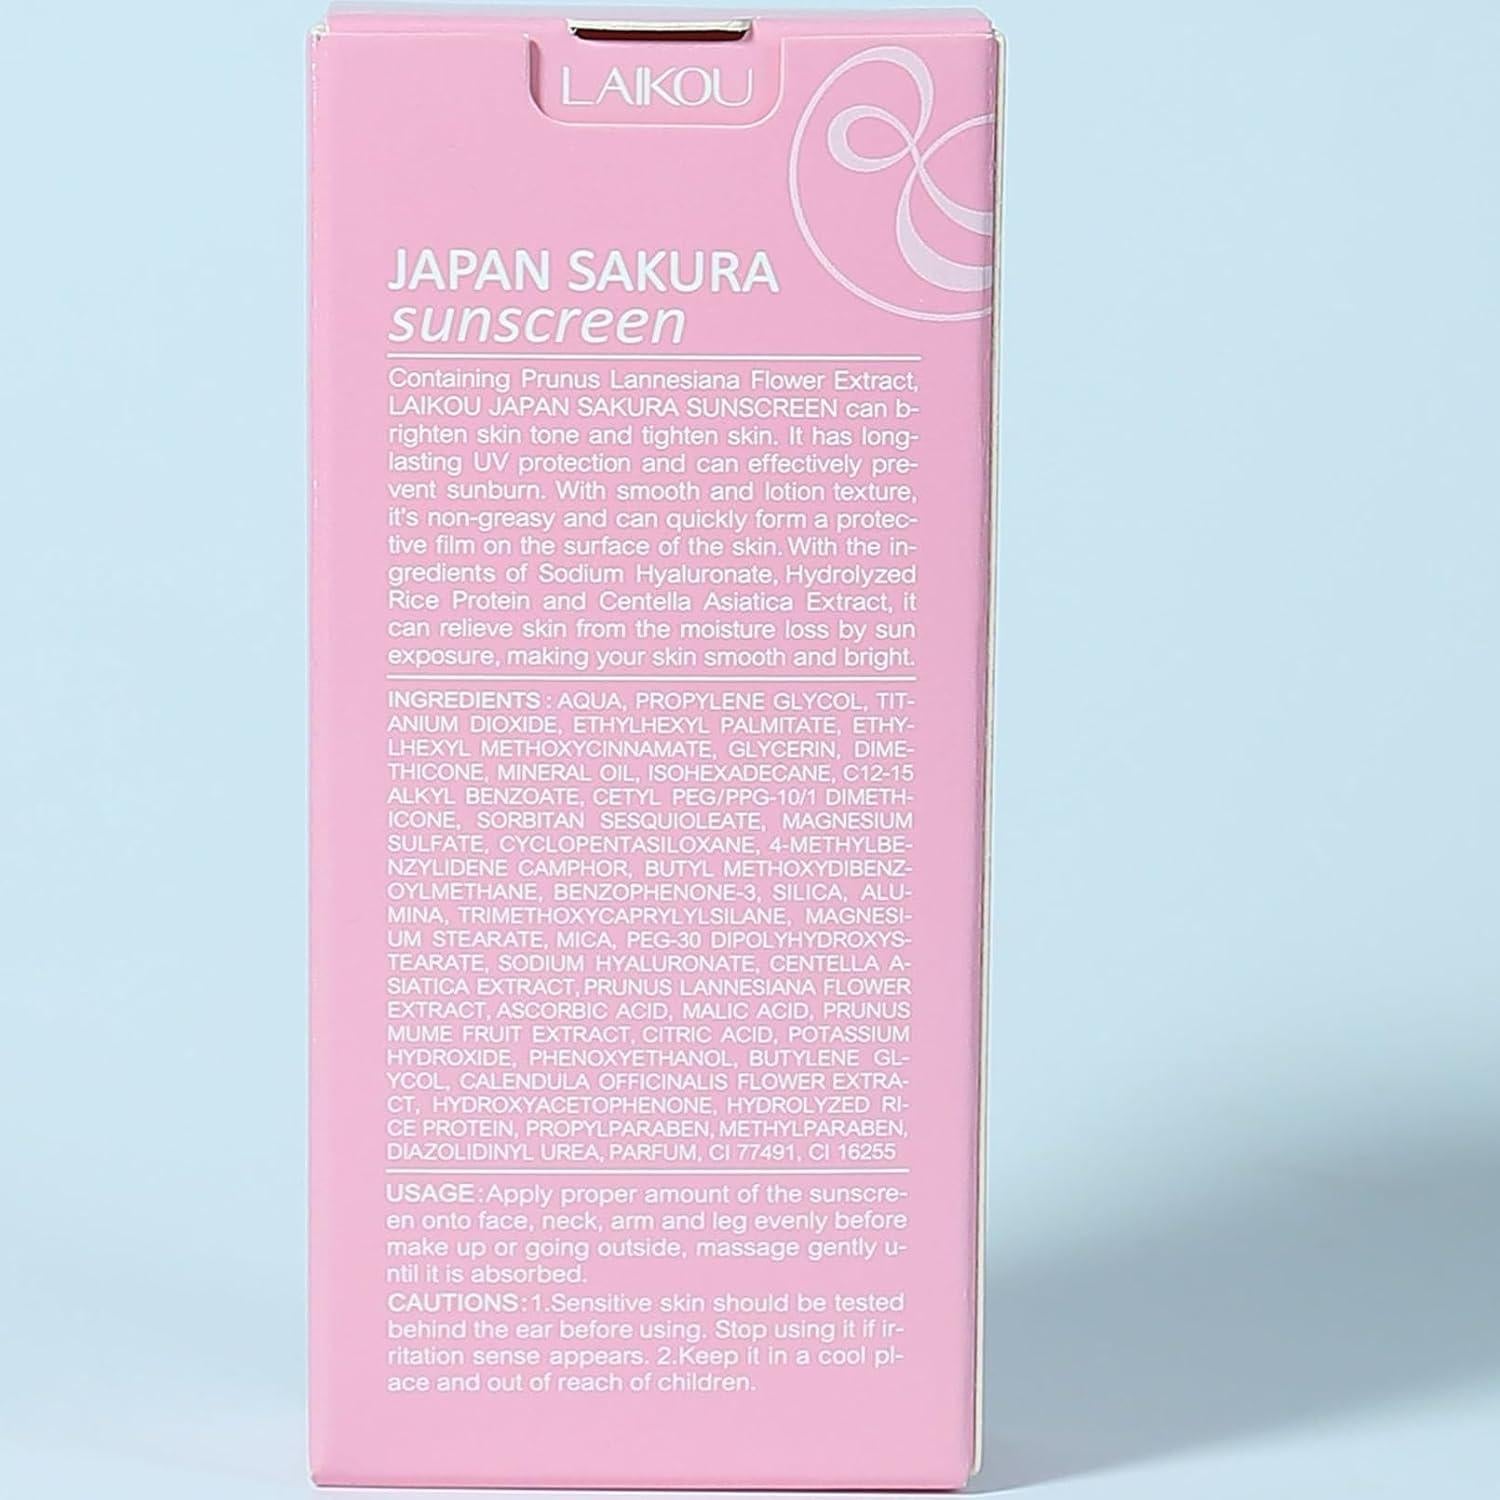 LAIKOU
JAPAN SAKURA
sunscreen
Containing Prunus Lannesiana Flower Extract,
LAIKOU JAPAN SAKURA SUNSCREEN can b-
righten skin tone and tighten skin. It has long-
lasting UV protection and can effectively pre-
vent sunburn. With smooth and lotion texture,
it's non-greasy and can quickly form a protec-
tive film on the surface of the skin. With the in-
gredients of Sodium Hyaluronate, Hydrolyzed
Rice Protein and Centella Asiatica Extract, it
can relieve skin from the moisture loss by sun
exposure, making your skin smooth and bright.
INGREDIENTS: AQUA, PROPYLENE GLYCOL, TIT-
ANIUM DIOXIDE, ETHYLHEXYL PALMITATE, ETHY-
LHEXYL METHOXYCINNAMATE, GLYCERIN, DIME-
THICONE, MINERAL OIL, ISOHEXADECANE, C12-15
ALKYL BENZOATE, CETYL PEG/PPG-10/1 DIMETH-
ICONE, SORBITAN SESQUIOLEATE, MAGNESIUM
SULFATE, CYCLOPENTASILOXANE, 4-METHYLBE-
NZYLIDENE CAMPHOR, BUTYL METHOXYDIBENZ-
OYLMETHANE, BENZOPHENONE-3, SILICA, ALU-
MINA, TRIMETHOXYCAPRYLYLSILANE, MAGNESI-
UM STEARATE, MICA, PEG-30 DIPOLYHYDROXYS-
TEARATE, SODIUM HYALURONATE, CENTELLA A-
SIATICA EXTRACT, PRUNUS LANNESIANA FLOWER
EXTRACT, ASCORBIC ACID, MALIC ACID, PRUNUS
MUME FRUIT EXTRACT, CITRIC ACID, POTASSIUM
HYDROXIDE, PHENOXYETHANOL, BUTYLENE GL-
YCOL, CALENDULA OFFICINALIS FLOWER EXTRA-
CT, HYDROXYACETOPHENONE, HYDROLYZED RI-
CE PROTEIN, PROPYLPARABEN, METHYLPARABEN,
DIAZOLIDINYL UREA, PARFUM, CI 77491, CI 16255
USAGE: Apply proper amount of the sunscre-
en onto face, neck, arm and leg evenly before
make up or going outside, massage gently u-
ntil it is absorbed.
CAUTIONS: 1.Sensitive skin should be tested
behind the ear before using. Stop using it if ir-
ritation sense appears. 2.Keep it in a cool pl-
ace and out of reach of children.